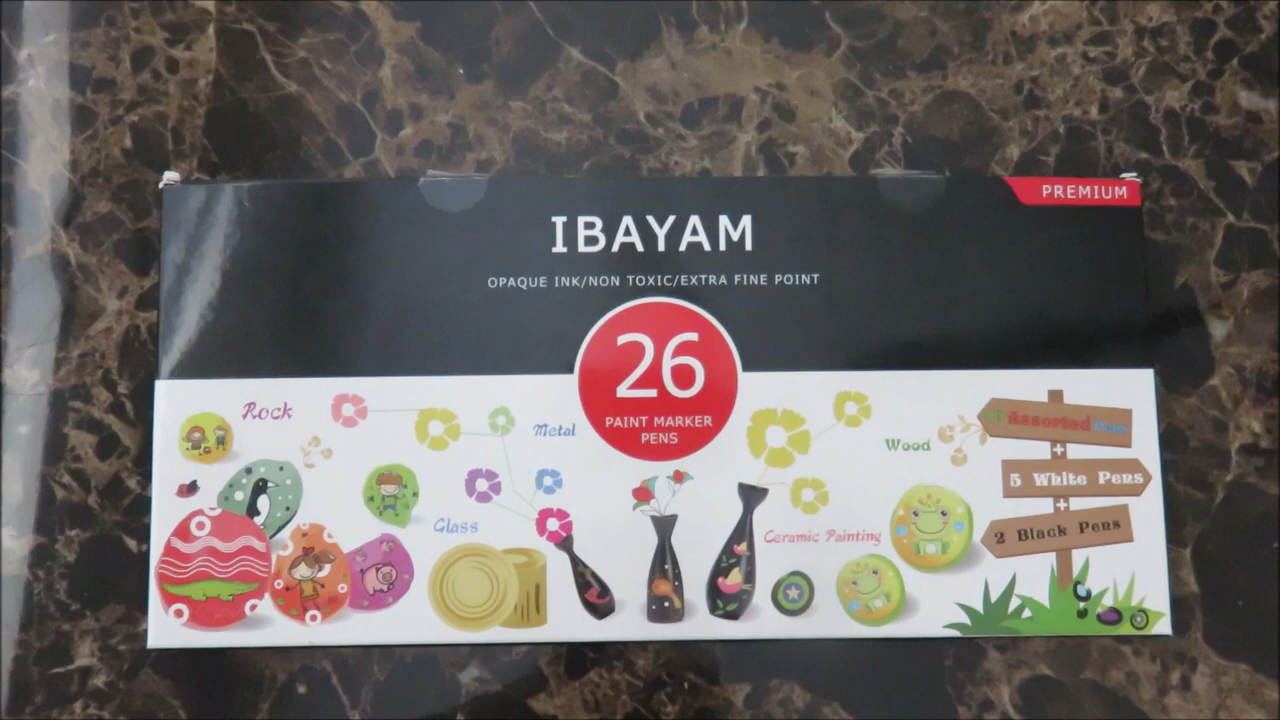 PREMIUM
IBAYAM
OPAQUE INK/NON TOXIC/EXTRA FINE POINT
26
PAINT MARKER
PENS
Rock
Metal
Glass
Wood
Ceramic Painting
Assorted Pens
5 White Pens
2 Black Pens